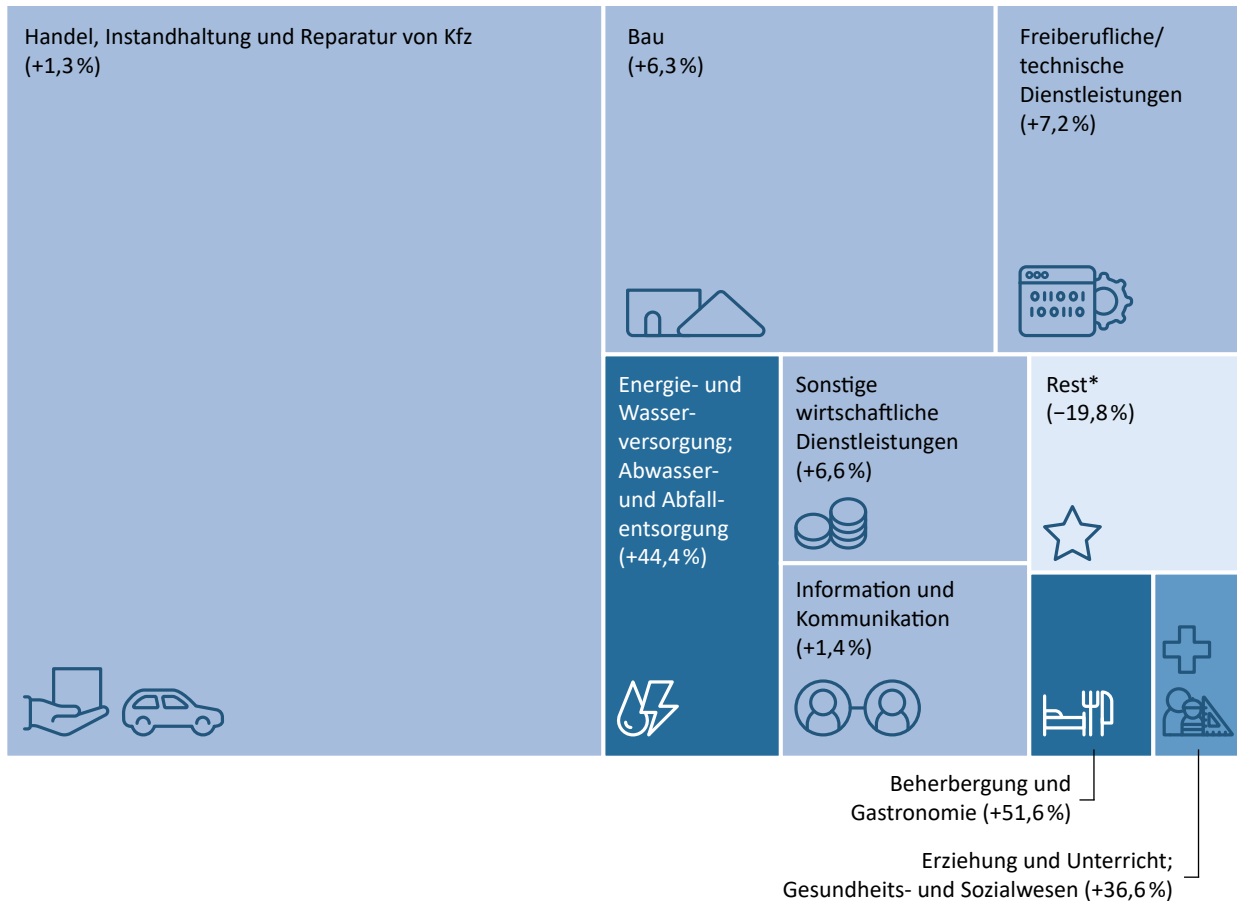 Handel, Instandhaltung und Reparatur von Kfz
(+1,3 %)
Bau
(+6,3 %)
Freiberufliche/
technische
Dienstleistungen
(+7,2 %)
011001
100110
Energie- und
Wasser-
versorgung;
Abwasser-
und Abfall-
entsorgung
(+44,4 %)
Sonstige
wirtschaftliche
Dienstleistungen
(+6,6 %)
Rest*
(−19,8 %)
Information und
Kommunikation
(+1,4 %)
Beherbergung und
Gastronomie (+51,6 %)
Erziehung und Unterricht;
Gesundheits- und Sozialwesen (+36,6 %)